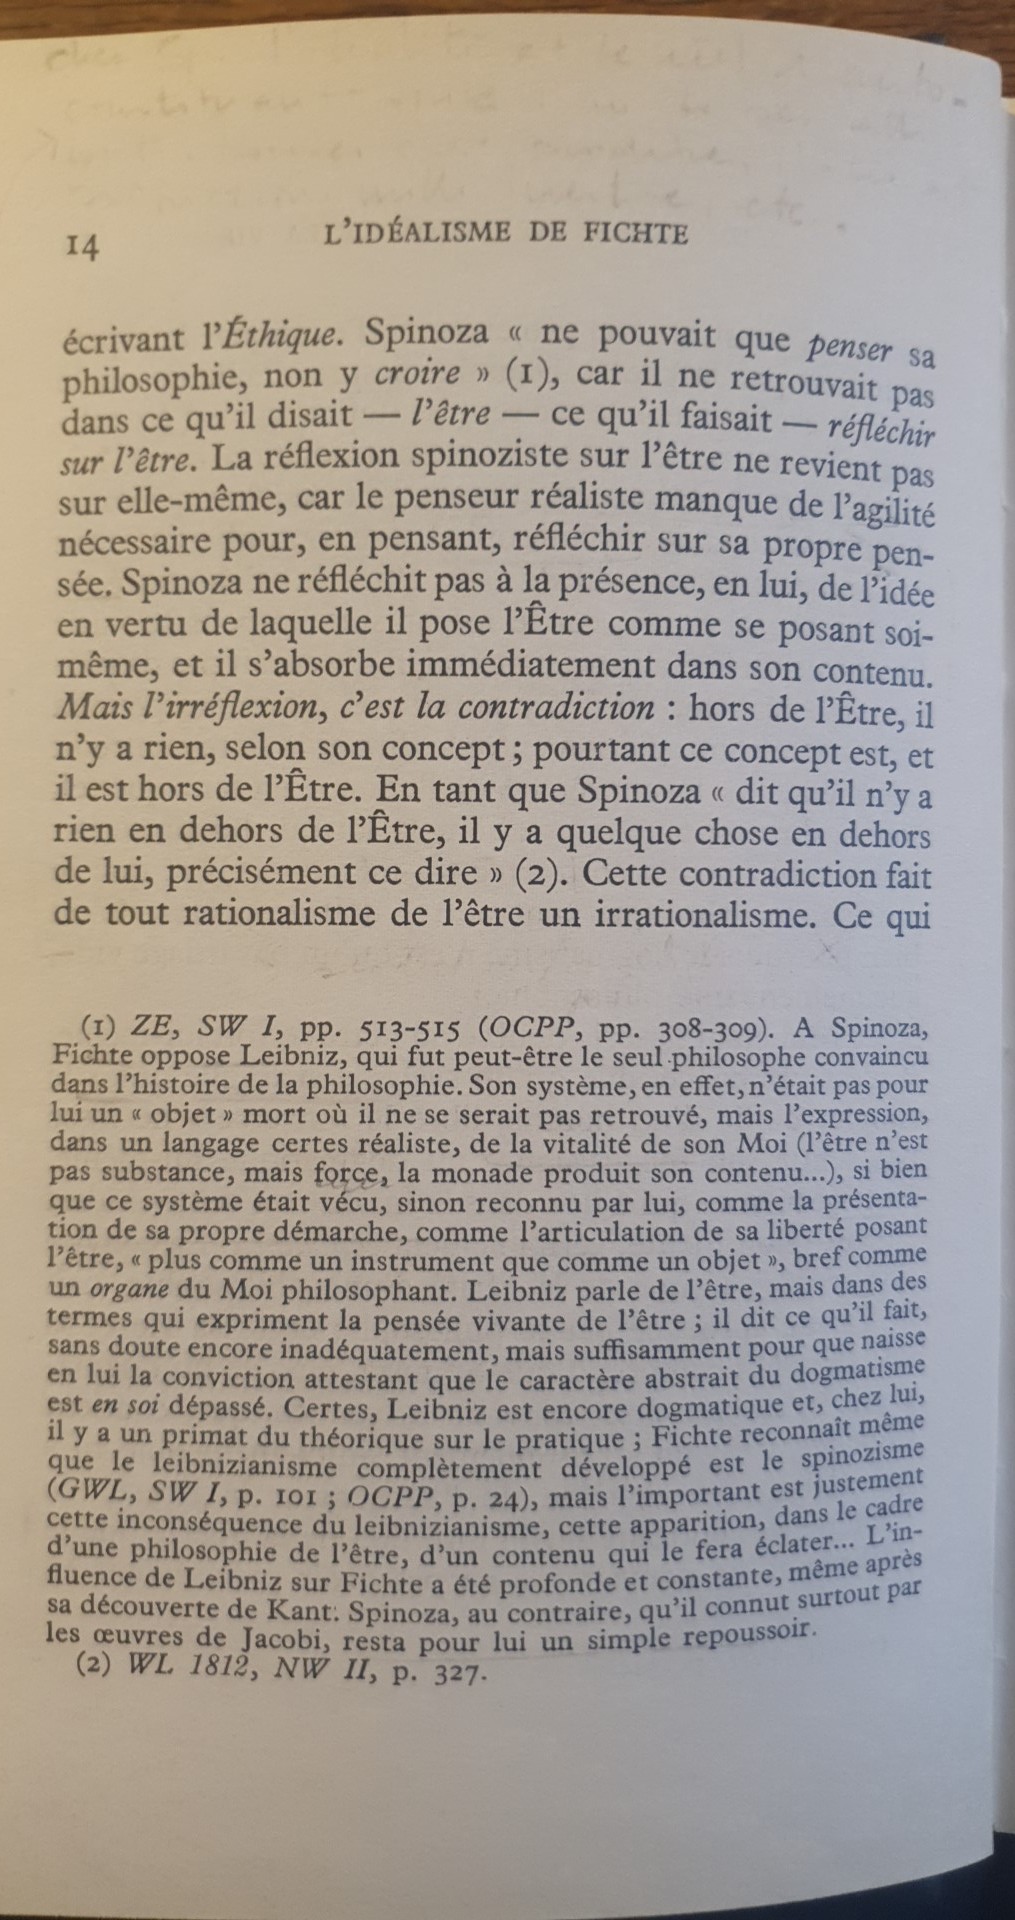 14
L'IDÉALISME DE FICHTE
écrivant l'Éthique. Spinoza « ne pouvait que penser sa
philosophie, non y croire » (1), car il ne retrouvait pas
dans ce qu'il disait — l'être — ce qu'il faisait — réfléchir
sur l'être. La réflexion spinoziste sur l'être ne revient pas
sur elle-même, car le penseur réaliste manque de l'agilité
nécessaire pour, en pensant, réfléchir sur sa propre pen-
sée. Spinoza ne réfléchit pas à la présence, en lui, de l'idée
en vertu de laquelle il pose l'Être comme se posant soi-
même, et il s'absorbe immédiatement dans son contenu.
Mais l'irréflexion, c'est la contradiction : hors de l'Être, il
n'y a rien, selon son concept ; pourtant ce concept est, et
il est hors de l'Être. En tant que Spinoza « dit qu'il n'y a
rien en dehors de l'Être, il y a quelque chose en dehors
de lui, précisément ce dire » (2). Cette contradiction fait
de tout rationalisme de l'être un irrationalisme. Ce qui
(1) ZE, SW I, pp. 513-515 (OCPP, pp. 308-309). A Spinoza,
Fichte oppose Leibniz, qui fut peut-être le seul philosophe convaincu
dans l'histoire de la philosophie. Son système, en effet, n'était pas pour
lui un « objet » mort où il ne se serait pas retrouvé, mais l'expression,
dans un langage certes réaliste, de la vitalité de son Moi (l'être n'est
pas substance, mais force, la monade produit son contenu...), si bien
que ce système était vécu, sinon reconnu par lui, comme la présenta-
tion de sa propre démarche, comme l'articulation de sa liberté posant
l'être, « plus comme un instrument que comme un objet », bref comme
un organe du Moi philosophant. Leibniz parle de l'être, mais dans des
termes qui expriment la pensée vivante de l'être ; il dit ce qu'il fait,
sans doute encore inadéquatement, mais suffisamment pour que naisse
en lui la conviction attestant que le caractère abstrait du dogmatisme
est en soi dépassé. Certes, Leibniz est encore dogmatique et, chez lui,
il y a un primat du théorique sur le pratique ; Fichte reconnaît même
que le leibnizianisme complètement développé est le spinozisme
(GWL, SW I, p. 101 ; OCPP, p. 24), mais l'important est justement
cette inconséquence du leibnizianisme, cette apparition, dans le cadre
d'une philosophie de l'être, d'un contenu qui le fera éclater... L'in-
fluence de Leibniz sur Fichte a été profonde et constante, même après
sa découverte de Kant. Spinoza, au contraire, qu'il connut surtout par
les œuvres de Jacobi, resta pour lui un simple repoussoir.
(2) WL 1812, NW II, p. 327.